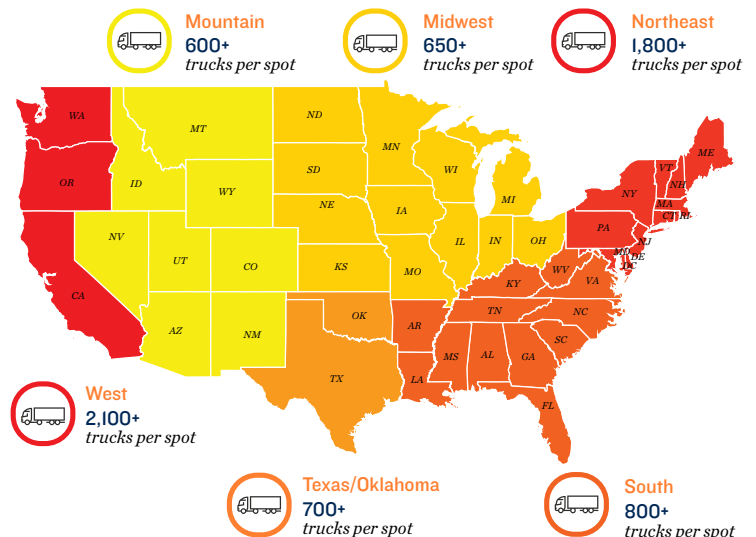 Mountain
600+
trucks per spot
Midwest
650+
trucks per spot
Northeast
1,800+
trucks per spot
WA
MT
ND
MN
ME
OR
ID
WY
SD
WI
MI
NY
VT
NH
MA
CT
RI
NV
UT
CO
NE
IA
IL
IN
OH
PA
NJ
MD
DE
DC
CA
KS
MO
KY
WV
VA
AZ
NM
OK
AR
TN
NC
SC
TX
LA
MS
AL
GA
FL
West
2,100+
trucks per spot
Texas/Oklahoma
700+
trucks per spot
South
800+
trucks per spot